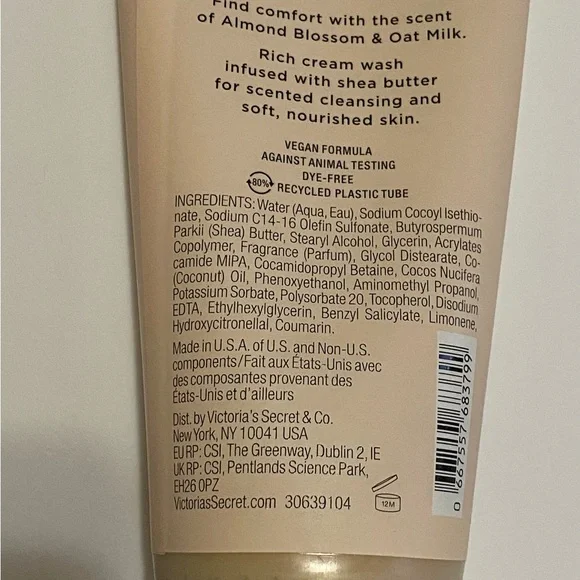 Find comfort with the scent
of Almond Blossom & Oat Milk.
Rich cream wash
infused with shea butter
for scented cleansing and
soft, nourished skin.
VEGAN FORMULA
AGAINST ANIMAL TESTING
DYE-FREE
80% RECYCLED PLASTIC TUBE
INGREDIENTS: Water (Aqua, Eau), Sodium Cocoyl Isethio-
nate, Sodium C14-16 Olefin Sulfonate, Butyrospermum
Parkii (Shea) Butter, Stearyl Alcohol, Glycerin, Acrylates
Copolymer, Fragrance (Parfum), Glycol Distearate, Co-
camide MIPA, Cocamidopropyl Betaine, Cocos Nucifera
(Coconut) Oil, Phenoxyethanol, Aminomethyl Propanol,
Potassium Sorbate, Polysorbate 20, Tocopherol, Disodium
EDTA, Ethylhexylglycerin, Benzyl Salicylate, Limonene,
Hydroxycitronellal, Coumarin.
Made in U.S.A. of U.S. and Non-U.S.
components/Fait aux États-Unis avec
des composantes provenant des
États-Unis et d'ailleurs
Dist. by Victoria's Secret & Co.
New York, NY 10041 USA
EU RP: CSI, The Greenway, Dublin 2, IE
UK RP: CSI, Pentlands Science Park,
EH26 0PZ
VictoriasSecret.com 30639104
12M
0 667557 683799